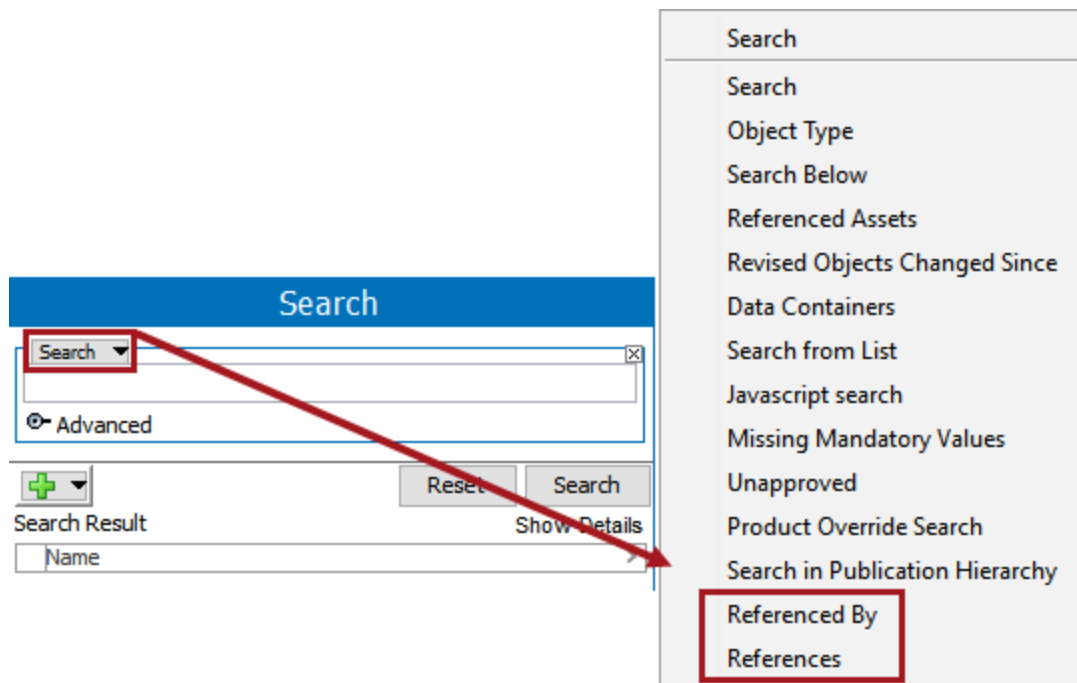 Search
Search
Advanced
Reset
Search
Search Result
Show Details
Name
Search
Search
Object Type
Search Below
Referenced Assets
Revised Objects Changed Since
Data Containers
Search from List
Javascript search
Missing Mandatory Values
Unapproved
Product Override Search
Search in Publication Hierarchy
Referenced By
References